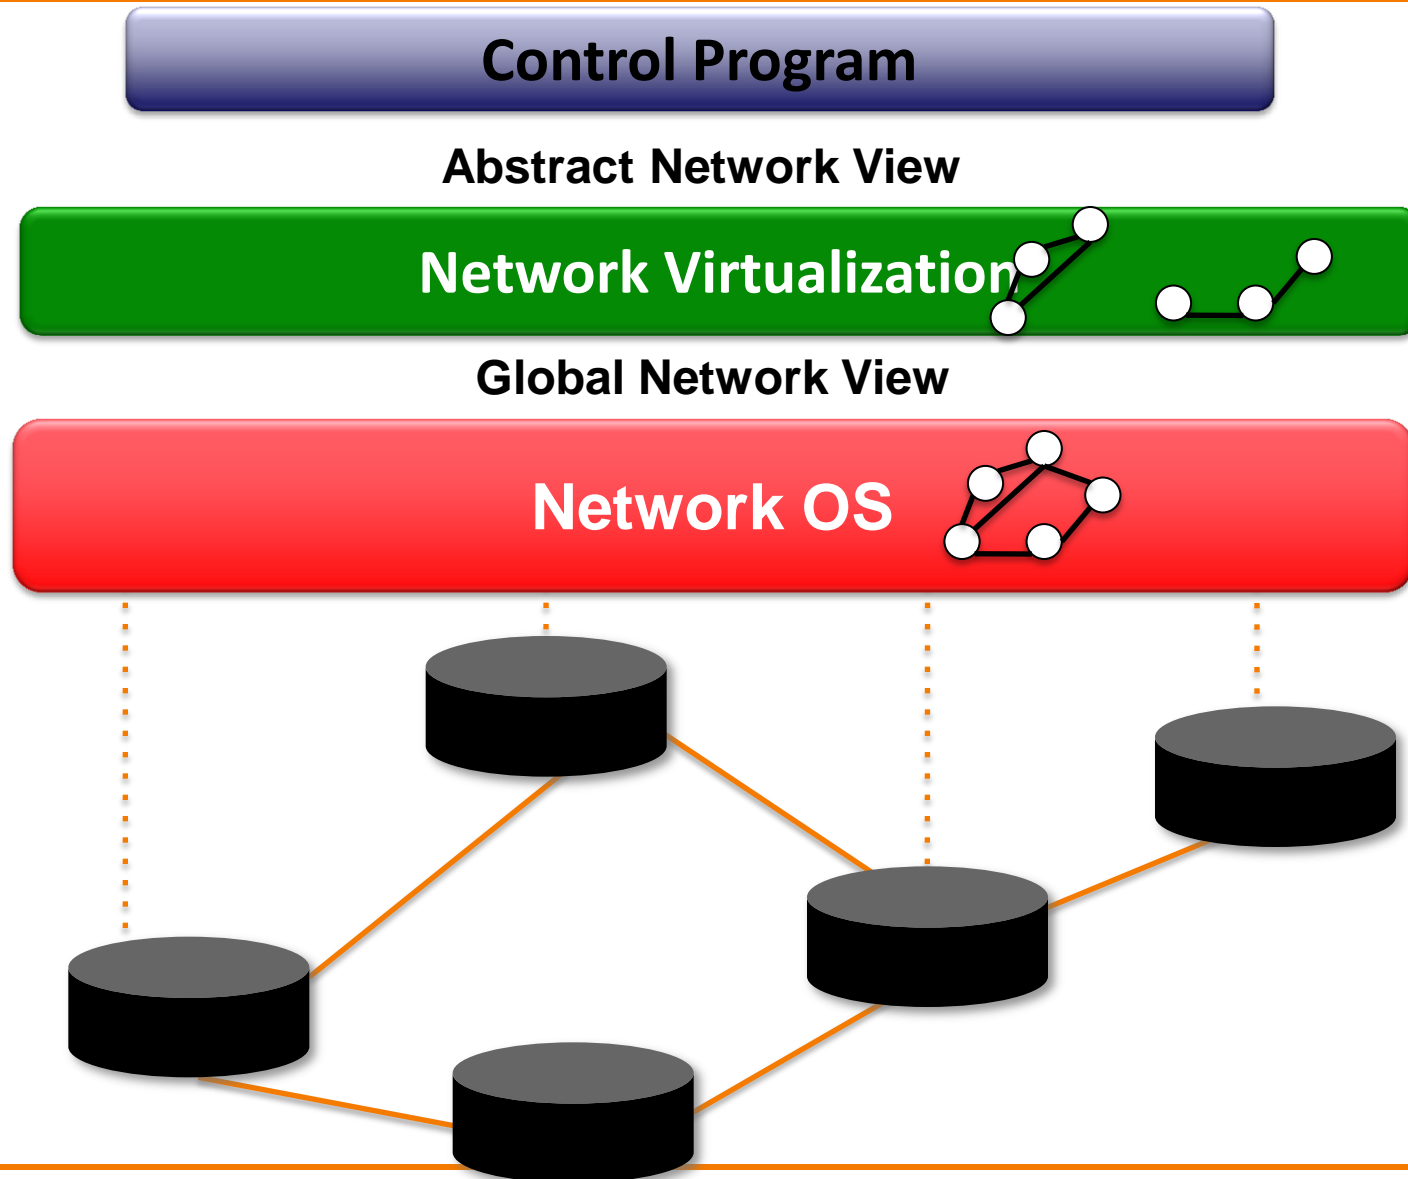 Control Program
Abstract Network View
Network Virtualization
Global Network View
Network OS